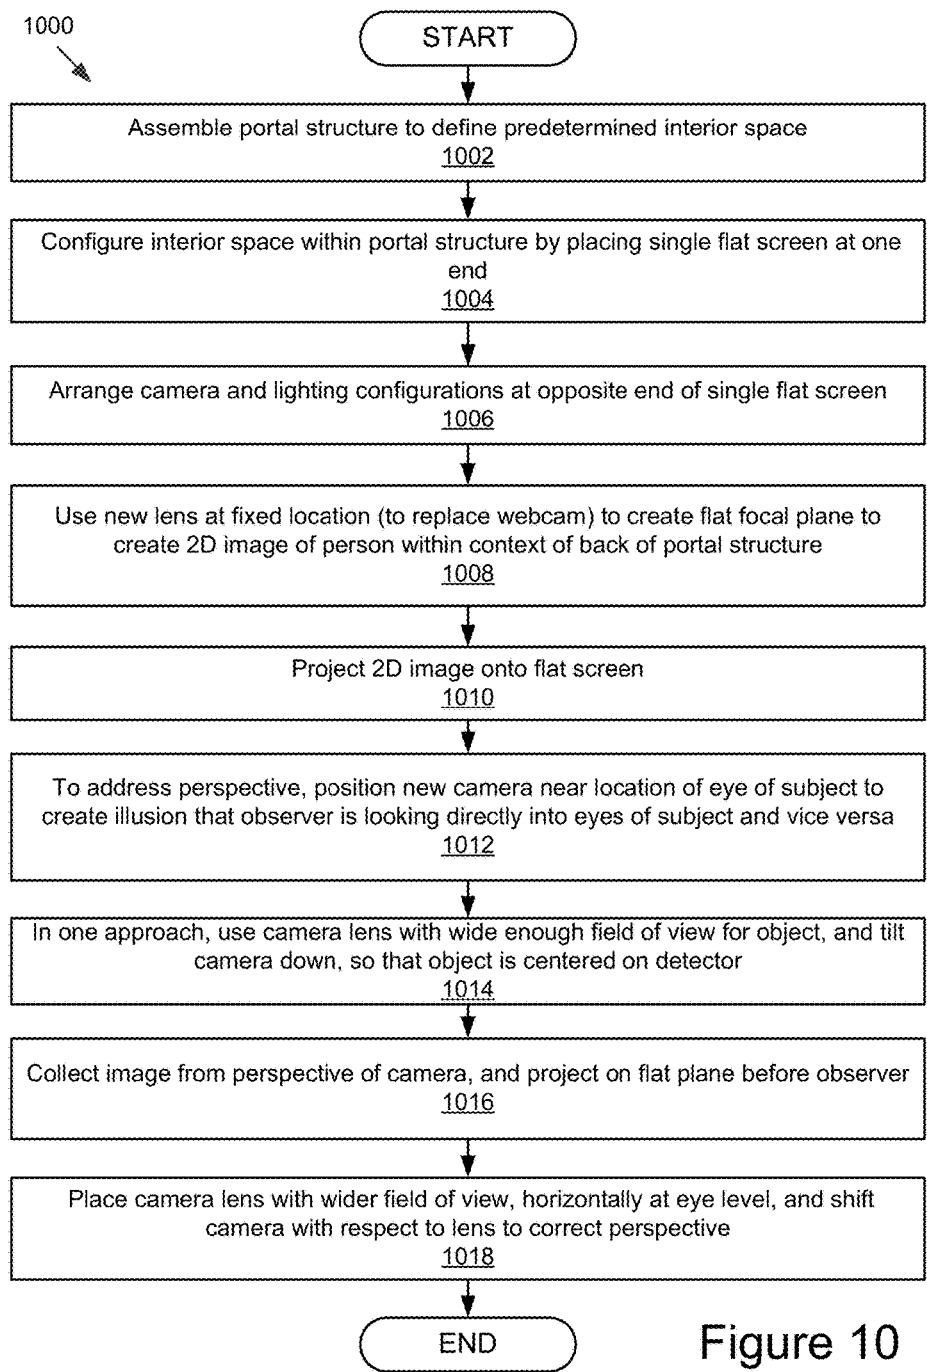 1000
START
Assemble portal structure to define predetermined interior space
1002
Configure interior space within portal structure by placing single flat screen at one
end
1004
Arrange camera and lighting configurations at opposite end of single flat screen
1006
Use new lens at fixed location (to replace webcam) to create flat focal plane to
create 2D image of person within context of back of portal structure
1008
Project 2D image onto flat screen
1010
To address perspective, position new camera near location of eye of subject to
create illusion that observer is looking directly into eyes of subject and vice versa
1012
In one approach, use camera lens with wide enough field of view for object, and tilt
camera down, so that object is centered on detector
1014
Collect image from perspective of camera, and project on flat plane before observer
1016
Place camera lens with wider field of view, horizontally at eye level, and shift
camera with respect to lens to correct perspective
1018
END
Figure 10